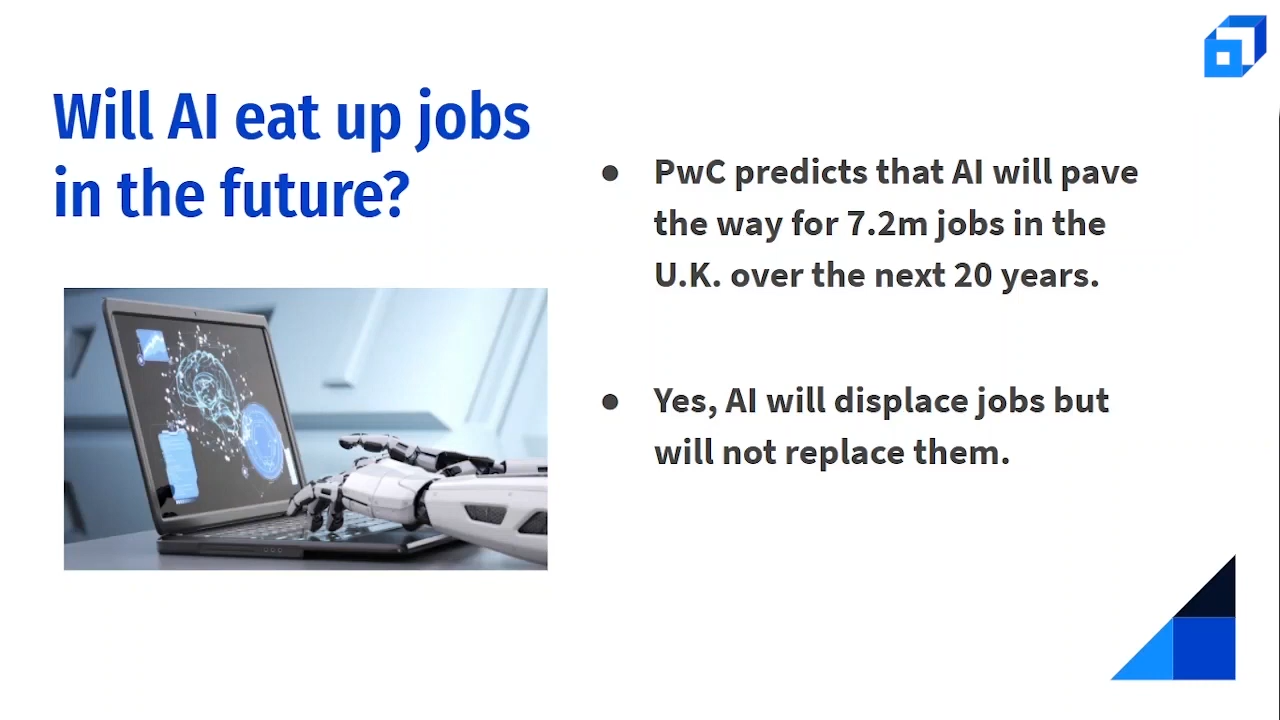 Will AI eat up jobs
in the future?
● PwC predicts that AI will pave
the way for 7.2m jobs in the
U.K. over the next 20 years.
● Yes, AI will displace jobs but
will not replace them.